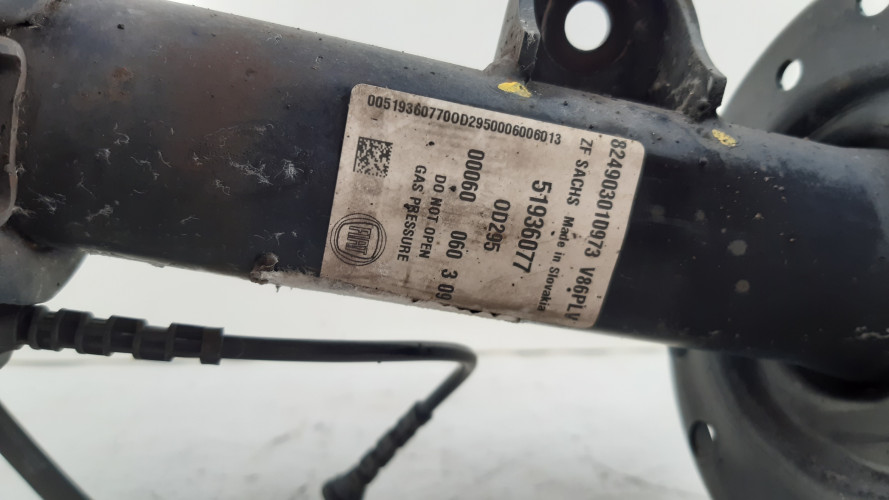 005193607700D2950006006013
824903010973 V86PLV
ZF SACHS Made in Slovakia
51936077
0D295
00060 060 3 09
DO NOT OPEN
GAS PRESSURE
FIAT